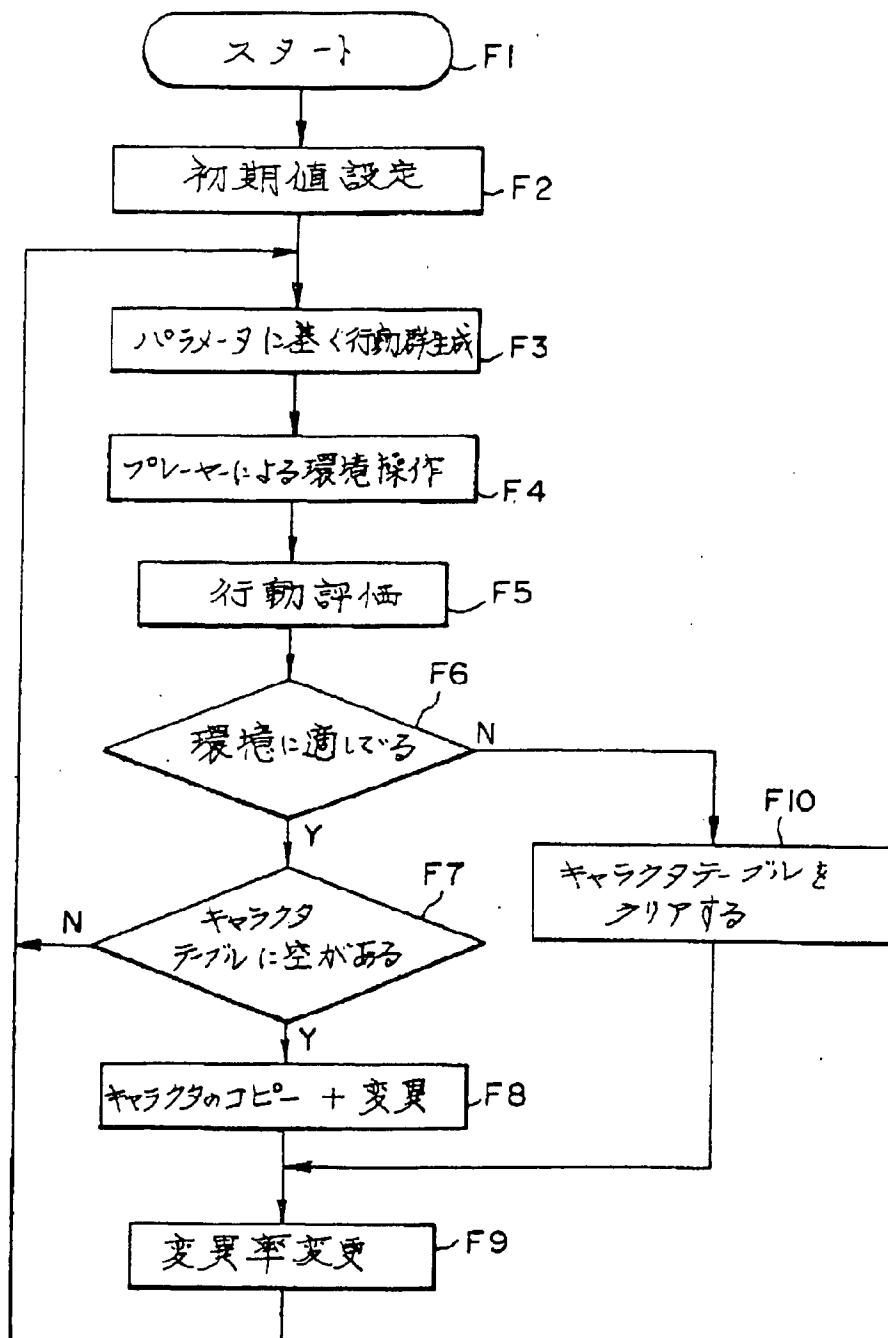 スタート
F1
初期値設定
F2
パラメータに基く行動群生成
F3
プレーヤーによる環境操作
F4
行動評価
F5
F6
環境に適している
N
Y
F10
キャラクタテーブルを
クリアする
F7
キャラクタ
テーブルに空がある
N
Y
キャラクタのコピー + 変異
F8
変異率変更
F9